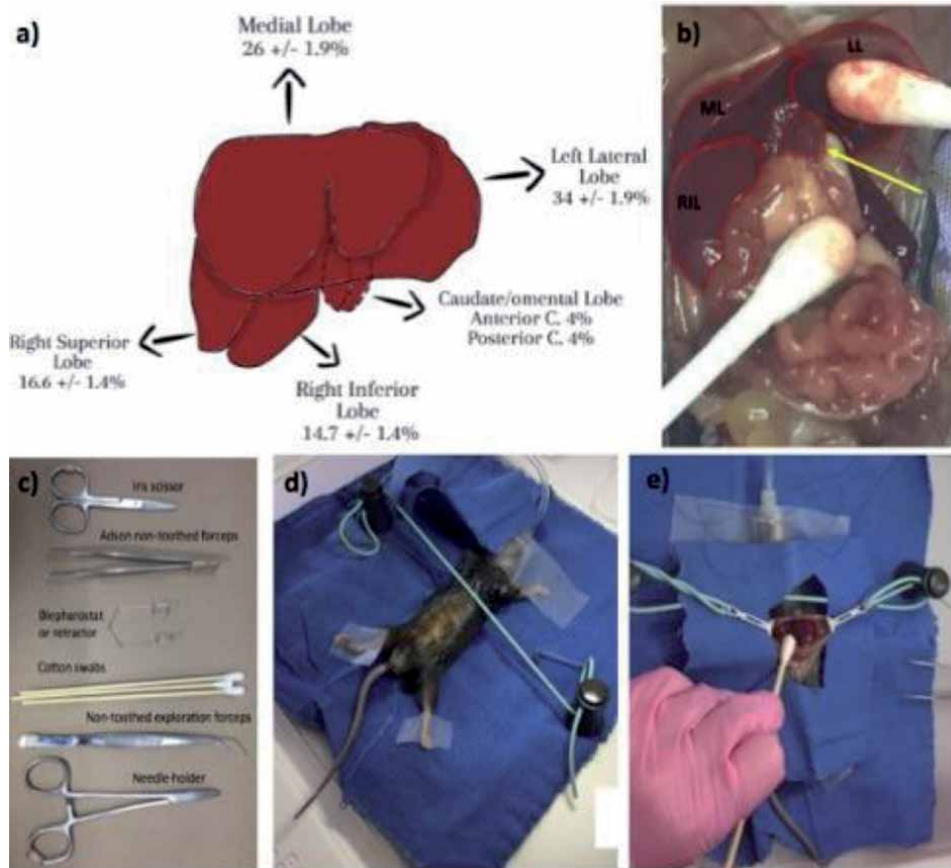 a)
Medial Lobe
26 +/- 1.9%
Left Lateral
Lobe
34 +/- 1.9%
Caudate/omental Lobe
Anterior C. 4%
Posterior C. 4%
Right Superior
Lobe
16.6 +/- 1.4%
Right Inferior
Lobe
14.7 +/- 1.4%
b)
LL
ML
RIL
c)
Iris scissor
Adson non-toothed forceps
Blephanostat
or retractor
Cotton swabs
Non-toothed exploration forceps
Needle-holder
d)
e)